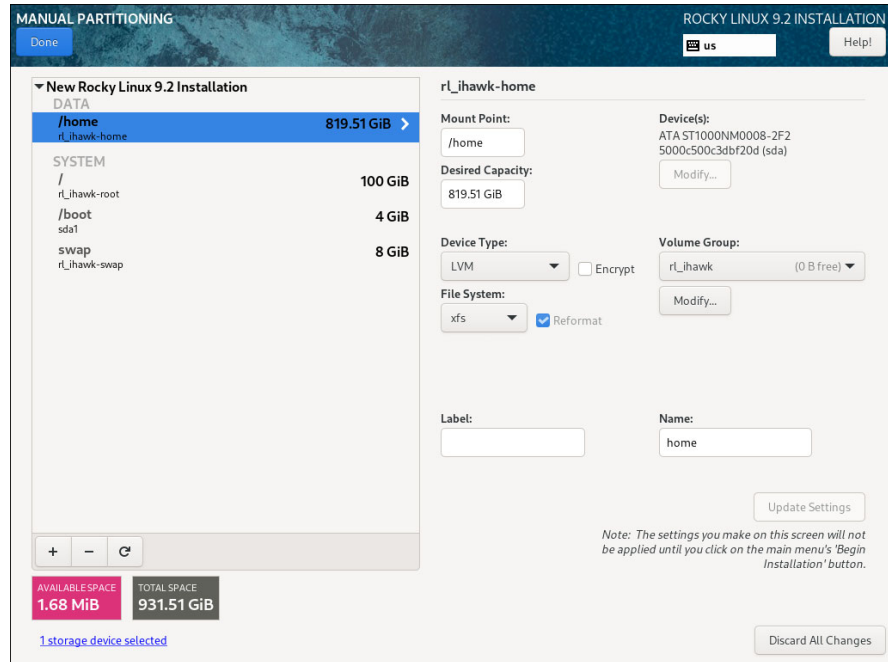 MANUAL PARTITIONING
ROCKY LINUX 9.2 INSTALLATION
Done
us
Help!
New Rocky Linux 9.2 Installation
DATA
/home
819.51 GiB
rl_ihawk-home
SYSTEM
/
100 GiB
rl_ihawk-root
/boot
4 GiB
sda1
swap
8 GiB
rl_ihawk-swap
+ −
AVAILABLE SPACE
1.68 MiB
TOTAL SPACE
931.51 GiB
1 storage device selected
rl_ihawk-home
Mount Point:
/home
Desired Capacity:
819.51 GiB
Device(s):
ATA ST1000NM0008-2F2
5000c500c3dbf20d (sda)
Modify...
Device Type:
LVM
Encrypt
Volume Group:
rl_ihawk (0 B free)
Modify...
File System:
xfs
Reformat
Label:
Name:
home
Update Settings
Note: The settings you make on this screen will not
be applied until you click on the main menu's 'Begin
Installation' button.
Discard All Changes